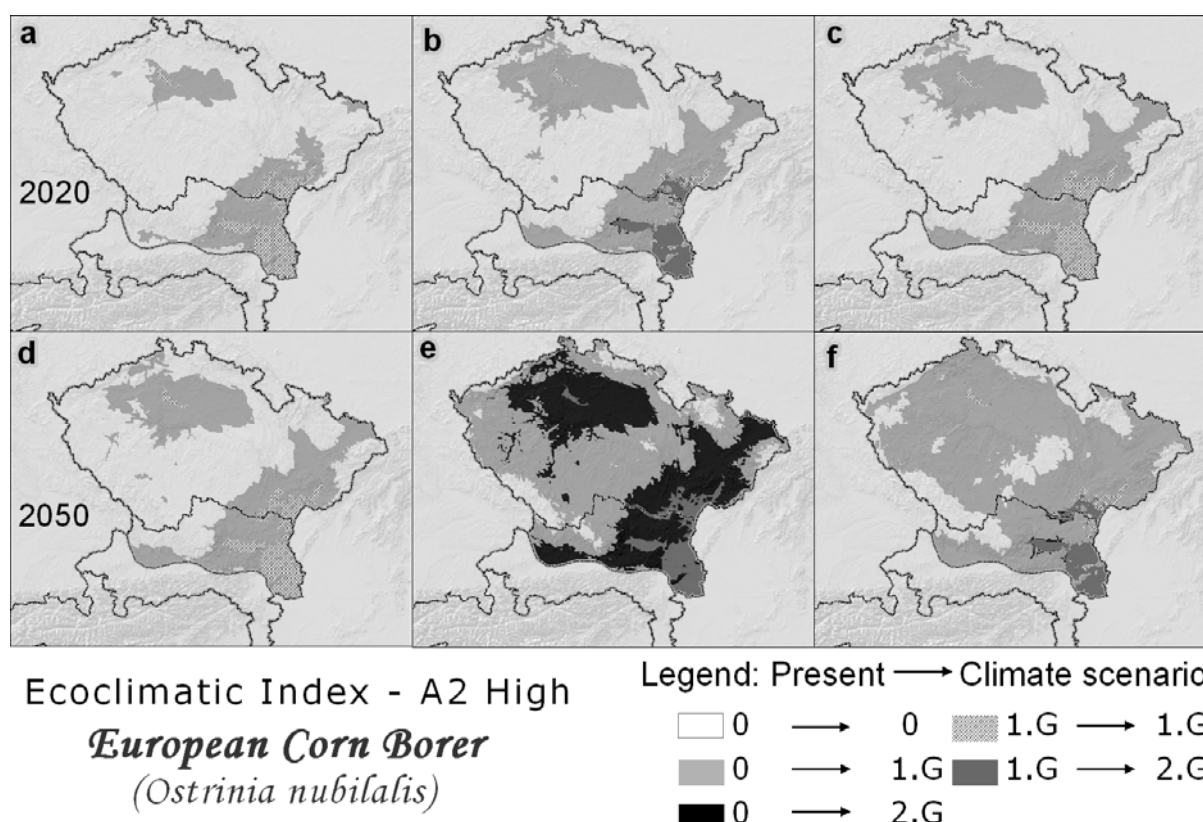 a b c
2020
d e f
2050
Ecoclimatic Index - A2 High
European Corn Borer
(Ostrinia nubilalis)
Legend: Present → Climate scenario
0 → 0 1.G → 1.G
0 → 1.G 1.G → 2.G
0 → 2.G